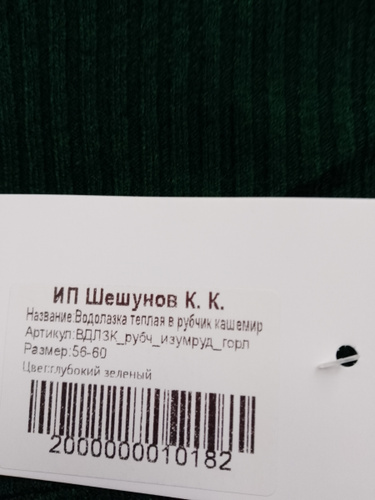 ИП Шешунов К. К.
Название:Водолазка теплая в рубчик кашемир
Артикул:ВДЛЗК_рубч_изумруд_горл
Размер:56-60
Цвет:глубокий зеленый
2000000010182